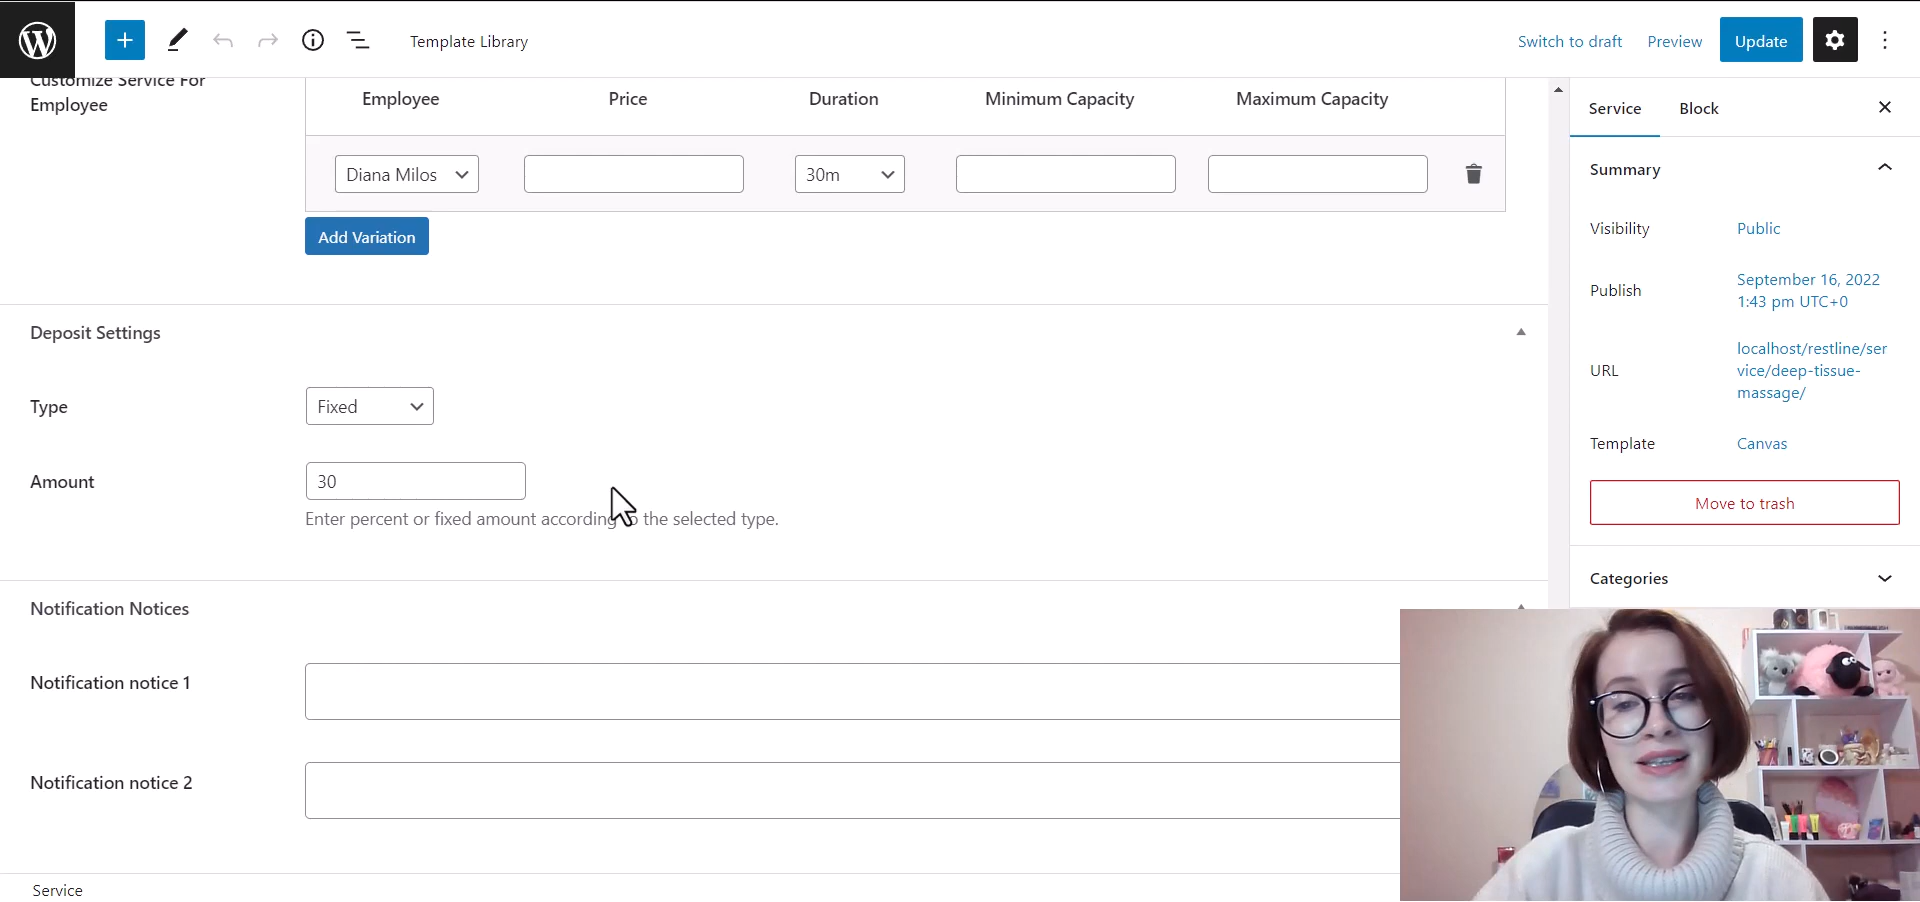 Template Library
Switch to draft
Preview
Update
Customize Service For
Employee
Employee
Price
Duration
Minimum Capacity
Maximum Capacity
Diana Milos
30m
Add Variation
Deposit Settings
Type
Fixed
Amount
30
Enter percent or fixed amount according to the selected type.
Notification Notices
Notification notice 1
Notification notice 2
Service
Service
Block
Summary
Visibility
Public
Publish
September 16, 2022
1:43 pm UTC+0
URL
localhost/restline/ser
vice/deep-tissue-
massage/
Template
Canvas
Move to trash
Categories